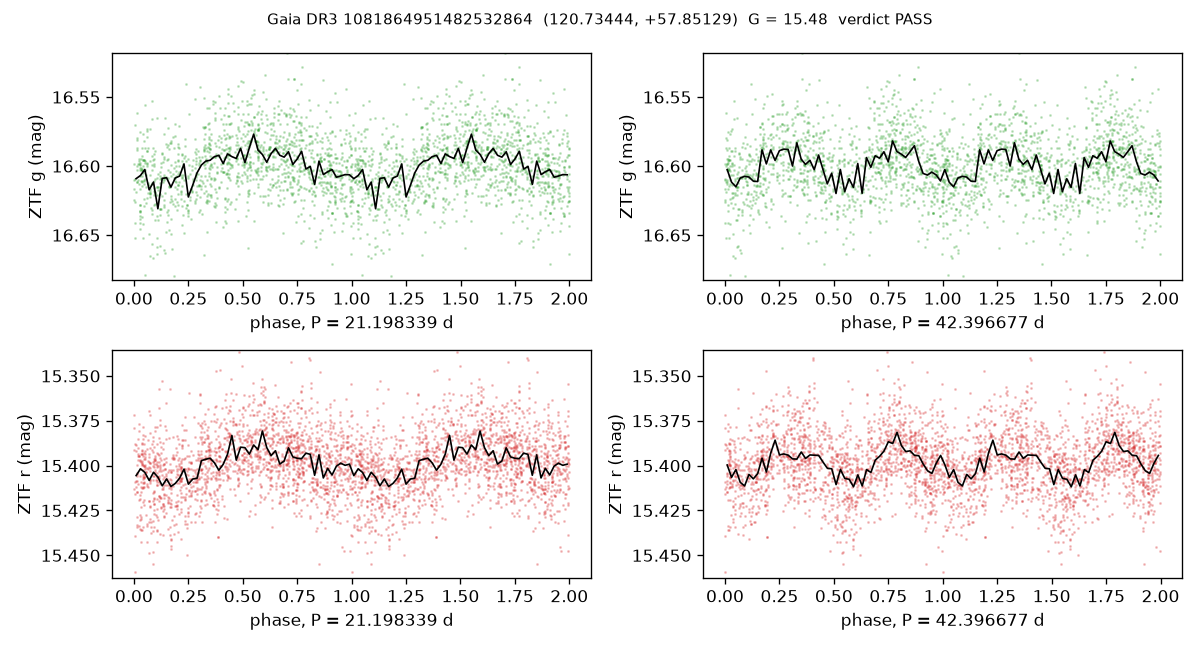 Gaia DR3 1081864951482532864  (120.73444, +57.85129)  G = 15.48  verdict PASS
ZTF g (mag)
16.55
16.60
16.65
0.00 0.25 0.50 0.75 1.00 1.25 1.50 1.75 2.00
phase, P = 21.198339 d
ZTF g (mag)
16.55
16.60
16.65
0.00 0.25 0.50 0.75 1.00 1.25 1.50 1.75 2.00
phase, P = 42.396677 d
ZTF r (mag)
15.350
15.375
15.400
15.425
15.450
0.00 0.25 0.50 0.75 1.00 1.25 1.50 1.75 2.00
phase, P = 21.198339 d
ZTF r (mag)
15.350
15.375
15.400
15.425
15.450
0.00 0.25 0.50 0.75 1.00 1.25 1.50 1.75 2.00
phase, P = 42.396677 d